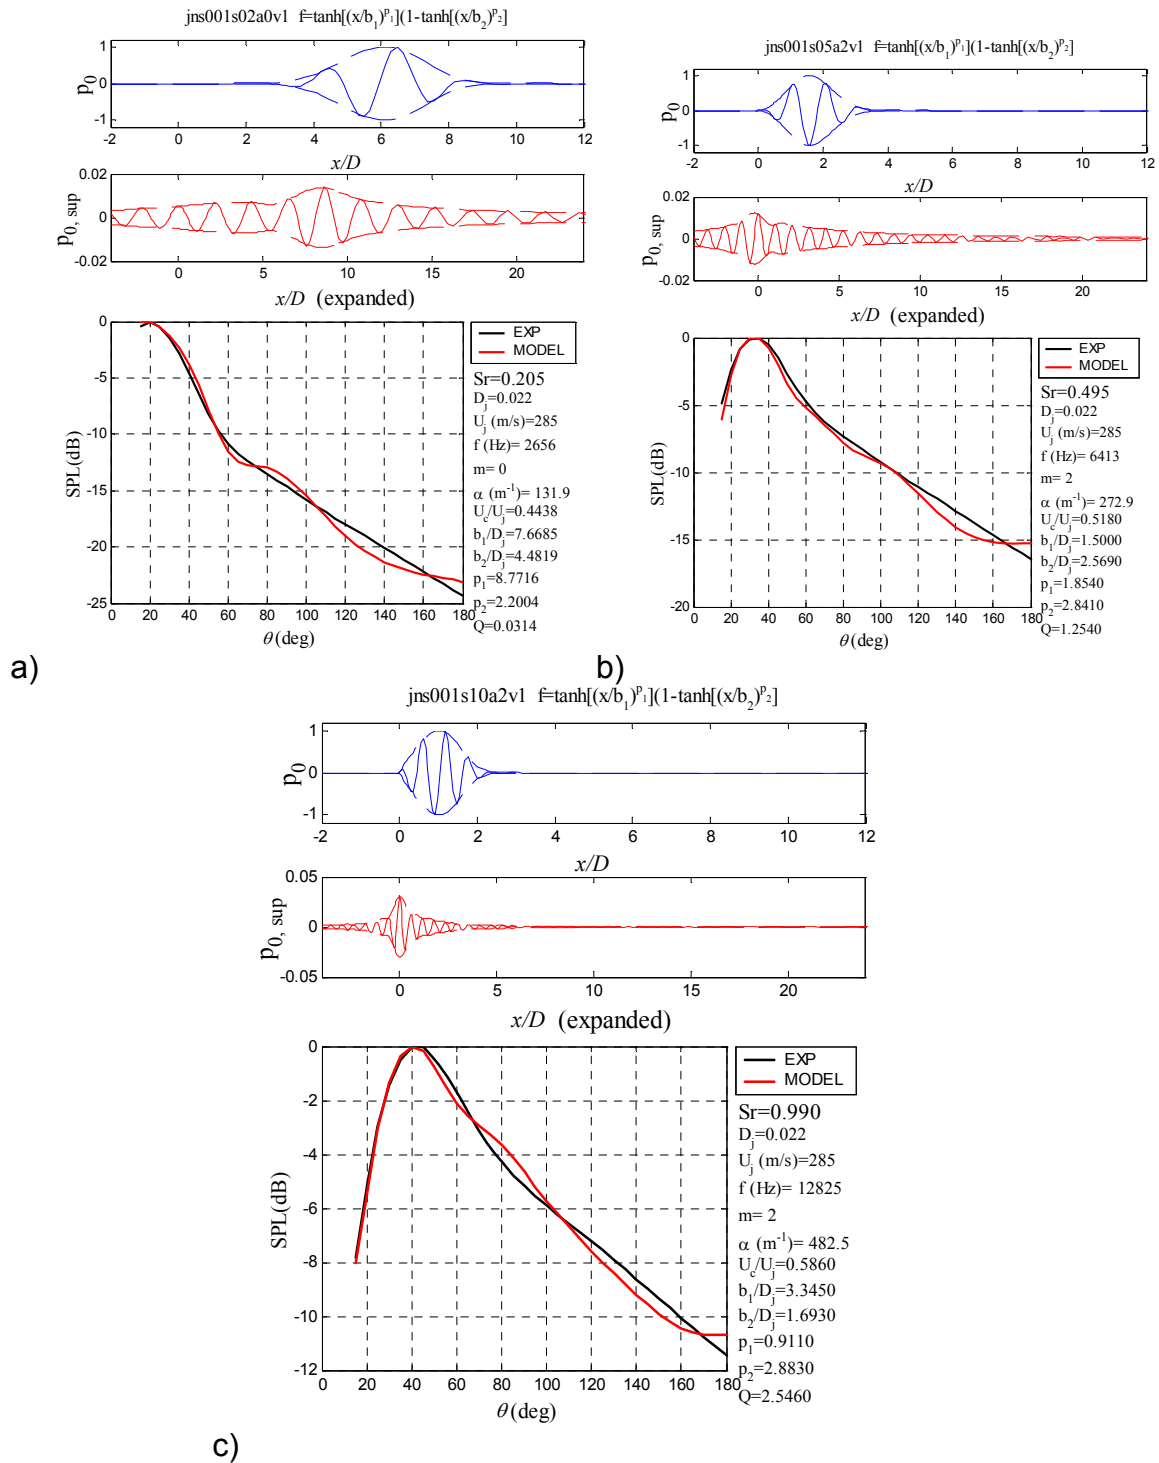 jns001s02a0v1 f=tanh[(x/b1)^p1](1-tanh[(x/b2)^p2]
p0
1
0
-1
-2 0 2 4 6 8 10 12
x/D
p0, sup
0.02
0
-0.02
0 5 10 15 20
x/D (expanded)
SPL(dB)
0
-5
-10
-15
-20
-25
0 20 40 60 80 100 120 140 160 180
θ(deg)
EXP
MODEL
Sr=0.205
Dj=0.022
Uj (m/s)=285
f (Hz)= 2656
m= 0
α (m^-1)= 131.9
Uc/Uj=0.4438
b1/Dj=7.6685
b2/Dj=4.4819
p1=8.7716
p2=2.2004
Q=0.0314
a)
jns001s05a2v1 f=tanh[(x/b1)^p1](1-tanh[(x/b2)^p2]
p0
1
0
-1
-2 0 2 4 6 8 10 12
x/D
p0, sup
0.02
0
-0.02
0 5 10 15 20
x/D (expanded)
SPL(dB)
0
-5
-10
-15
-20
0 20 40 60 80 100 120 140 160 180
θ(deg)
EXP
MODEL
Sr=0.495
Dj=0.022
Uj (m/s)=285
f (Hz)= 6413
m= 2
α (m^-1)= 272.9
Uc/Uj=0.5180
b1/Dj=1.5000
b2/Dj=2.5690
p1=1.8540
p2=2.8410
Q=1.2540
b)
jns001s10a2v1 f=tanh[(x/b1)^p1](1-tanh[(x/b2)^p2]
p0
1
0
-1
-2 0 2 4 6 8 10 12
x/D
p0, sup
0.05
0
-0.05
0 5 10 15 20
x/D (expanded)
SPL(dB)
0
-2
-4
-6
-8
-10
-12
0 20 40 60 80 100 120 140 160 180
θ(deg)
EXP
MODEL
Sr=0.990
Dj=0.022
Uj (m/s)=285
f (Hz)= 12825
m= 2
α (m^-1)= 482.5
Uc/Uj=0.5860
b1/Dj=3.3450
b2/Dj=1.6930
p1=0.9110
p2=2.8830
Q=2.5460
c)